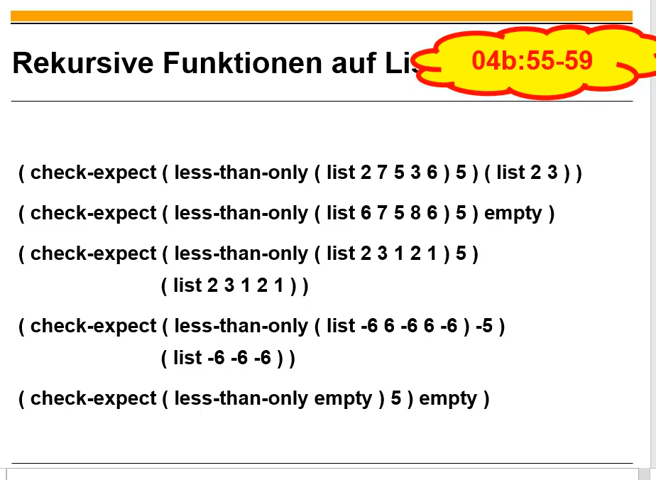 Rekursive Funktionen auf Lis
04b:55-59
( check-expect ( less-than-only ( list 2 7 5 3 6 ) 5 ) ( list 2 3 ) )
( check-expect ( less-than-only ( list 6 7 5 8 6 ) 5 ) empty )
( check-expect ( less-than-only ( list 2 3 1 2 1 ) 5 )
( list 2 3 1 2 1 ) )
( check-expect ( less-than-only ( list -6 6 -6 6 -6 ) -5 )
( list -6 -6 -6 ) )
( check-expect ( less-than-only empty ) 5 ) empty )